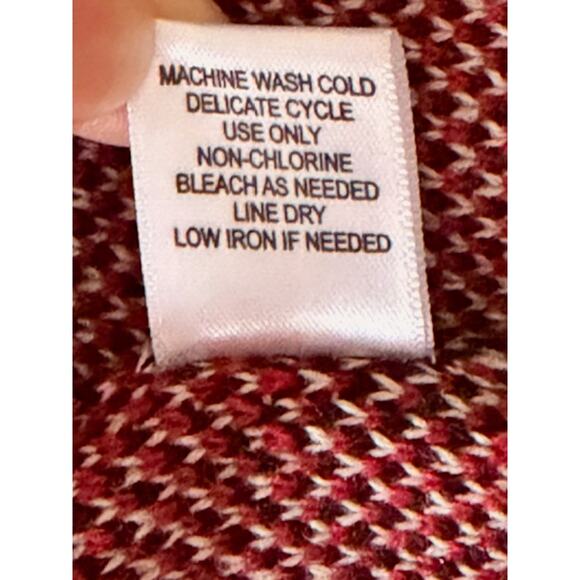 MACHINE WASH COLD
DELICATE CYCLE
USE ONLY
NON-CHLORINE
BLEACH AS NEEDED
LINE DRY
LOW IRON IF NEEDED